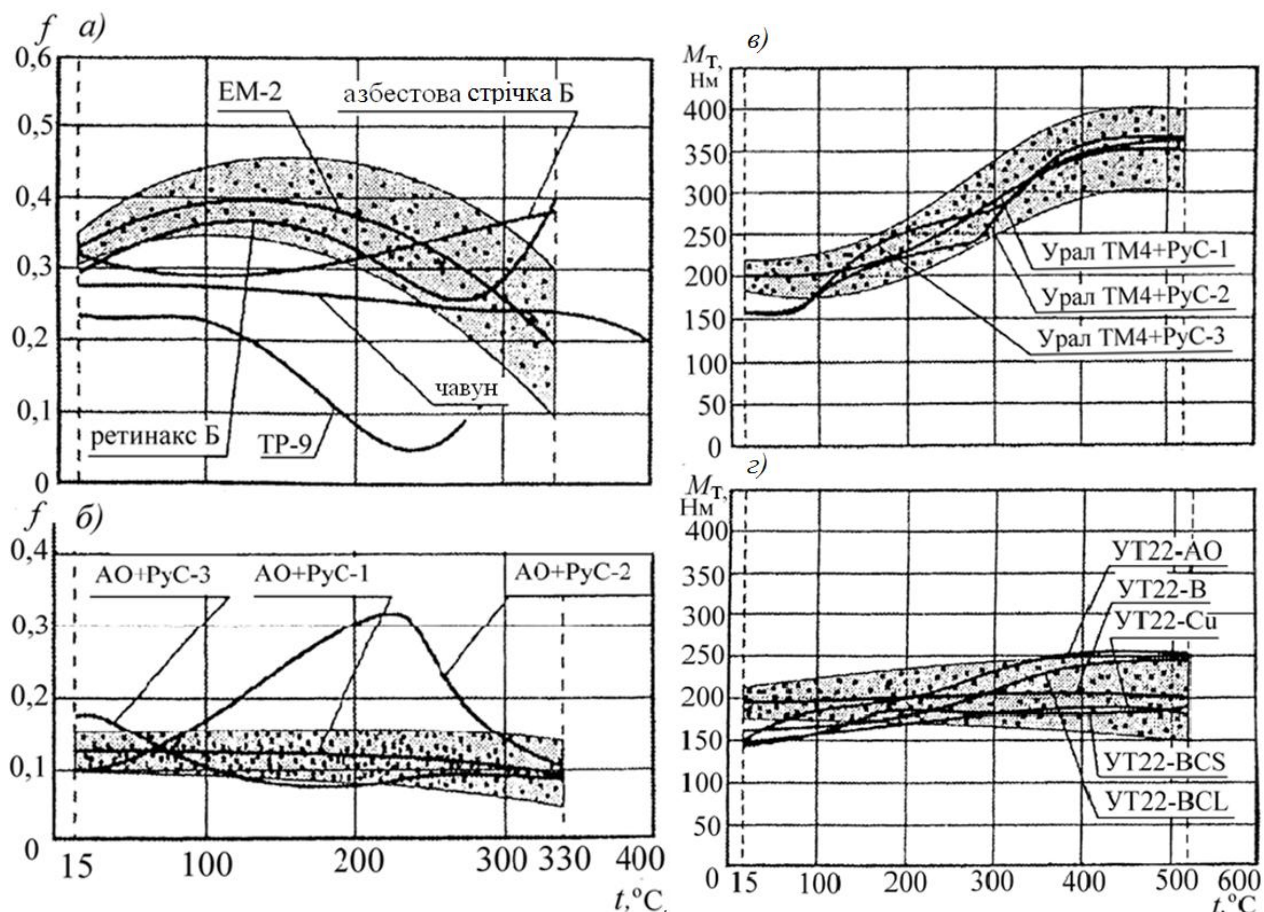 f а)
0,6
0,5
0,4
0,3
0,2
0,1
0
ЕМ-2
азбестова стрічка Б
чавун
ретинакс Б
ТР-9
f б)
0,4
0,3
0,2
0,1
0
АО+РуС-3
АО+РуС-1
АО+РуС-2
15 100 200 300 330 400
t,°C
в)
Мт,
Нм
400
350
300
250
200
150
100
50
0
Урал ТМ4+РуС-1
Урал ТМ4+РуС-2
Урал ТМ4+РуС-3
г)
Мт,
Нм
400
350
300
250
200
150
100
50
0
УТ22-АО
УТ22-В
УТ22-Cu
УТ22-BCS
УТ22-BCL
15 100 200 300 400 500 600
t,°C